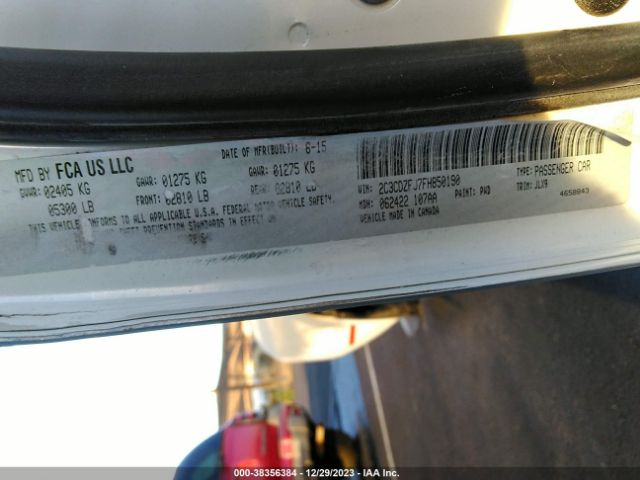 MFD BY FCA US LLC
DATE OF MFR(BUILT): 6-15
GVWR: 02405 KG
GAWR: 01275 KG
GAWR: 01275 KG
05300 LB
FRONT: 02810 LB
REAR: 02810 LB
THIS VEHICLE CONFORMS TO ALL APPLICABLE U.S.A. FEDERAL MOTOR VEHICLE SAFETY,
THEFT PREVENTION STANDARDS IN EFFECT ON
VIN: 2C3CDZFJ7FH850190
TYPE: PASSENGER CAR
MDH: 062422 107AA
PAINT: PW3
TRIM: JLX9
VEHICLE MADE IN CANADA
4658843
000-38356384 - 12/29/2023 - IAA Inc.